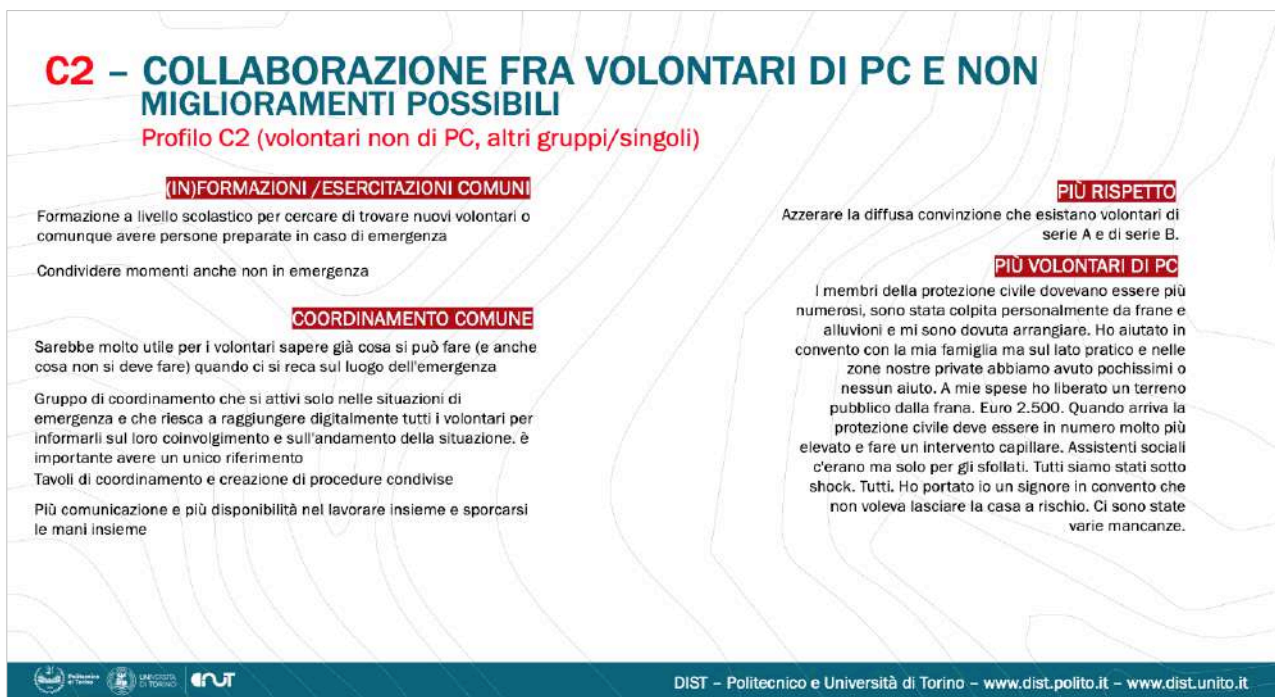 C2 – COLLABORAZIONE FRA VOLONTARI DI PC E NON
MIGLIORAMENTI POSSIBILI
Profilo C2 (volontari non di PC, altri gruppi/singoli)
(IN)FORMAZIONI /ESERCITAZIONI COMUNI
Formazione a livello scolastico per cercare di trovare nuovi volontari o
comunque avere persone preparate in caso di emergenza
Condividere momenti anche non in emergenza
COORDINAMENTO COMUNE
Sarebbe molto utile per i volontari sapere già cosa si può fare (e anche
cosa non si deve fare) quando ci si reca sul luogo dell'emergenza
Gruppo di coordinamento che si attivi solo nelle situazioni di
emergenza e che riesca a raggiungere digitalmente tutti i volontari per
informarli sul loro coinvolgimento e sull'andamento della situazione. è
importante avere un unico riferimento
Tavoli di coordinamento e creazione di procedure condivise
Più comunicazione e più disponibilità nel lavorare insieme e sporcarsi
le mani insieme
PIÙ RISPETTO
Azzerare la diffusa convinzione che esistano volontari di
serie A e di serie B.
PIÙ VOLONTARI DI PC
I membri della protezione civile dovevano essere più
numerosi, sono stata colpita personalmente da frane e
alluvioni e mi sono dovuta arrangiare. Ho aiutato in
convento con la mia famiglia ma sul lato pratico e nelle
zone nostre private abbiamo avuto pochissimi o
nessun aiuto. A mie spese ho liberato un terreno
pubblico dalla frana. Euro 2.500. Quando arriva la
protezione civile deve essere in numero molto più
elevato e fare un intervento capillare. Assistenti sociali
c'erano ma solo per gli sfollati. Tutti siamo stati sotto
shock. Tutti. Ho portato io un signore in convento che
non voleva lasciare la casa a rischio. Ci sono state
varie mancanze.
Politecnico
di Torino
UNIVERSITÀ
DI TORINO
DIST – Politecnico e Università di Torino – www.dist.polito.it – www.dist.unito.it